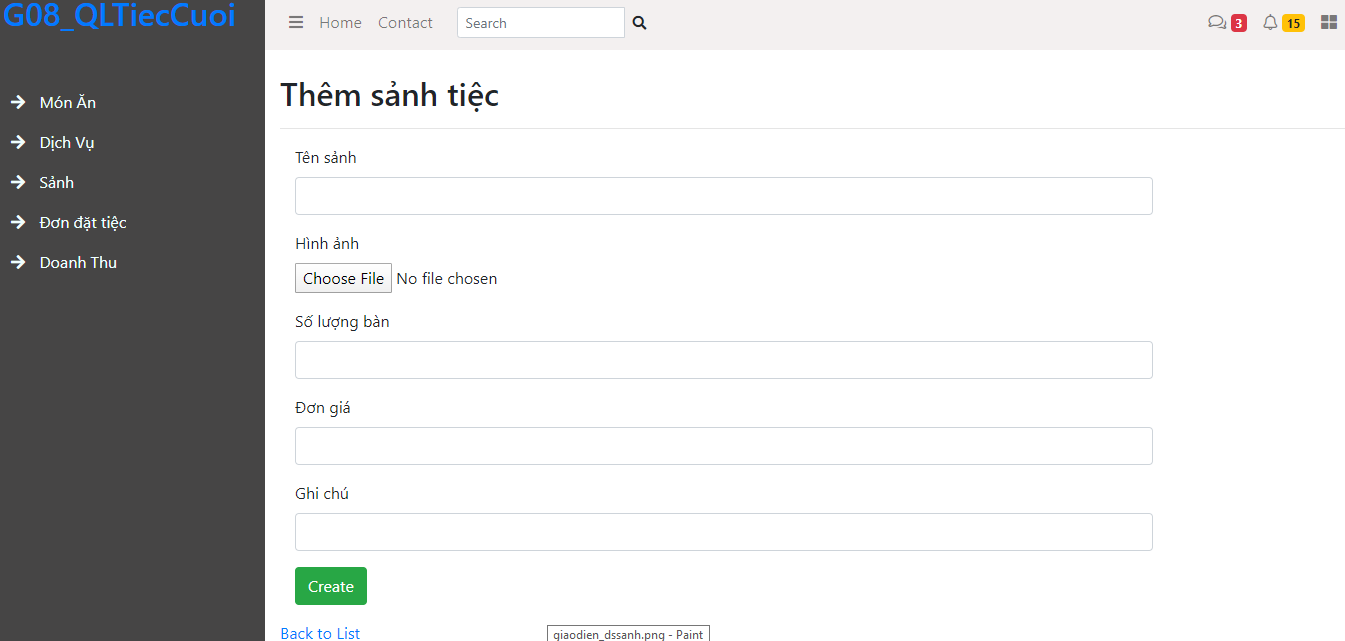 G08_QLTiecCuoi
Món Ăn
Dịch Vụ
Sảnh
Đơn đặt tiệc
Doanh Thu
Home Contact Search 3 15
Thêm sảnh tiệc
Tên sảnh
Hình ảnh
Choose File No file chosen
Số lượng bàn
Đơn giá
Ghi chú
Create
Back to List
giaodien_dssanh.png - Paint